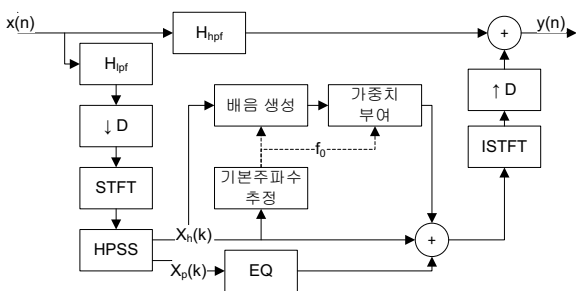 x(n)
H_hpf
+
y(n)
H_lpf
↓ D
STFT
HPSS
배음 생성
가중치
부여
f_0
기본주파수
추정
X_h(k)
X_p(k)
EQ
+
ISTFT
↑ D